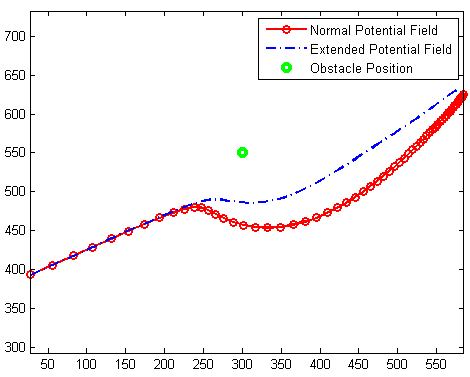 Normal Potential Field
Extended Potential Field
Obstacle Position
700
650
600
550
500
450
400
350
300
50 100 150 200 250 300 350 400 450 500 550